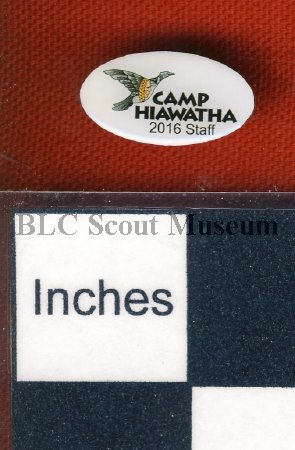 CAMP
HIAWATHA
2016 Staff
BLC Scout Museum
Inches